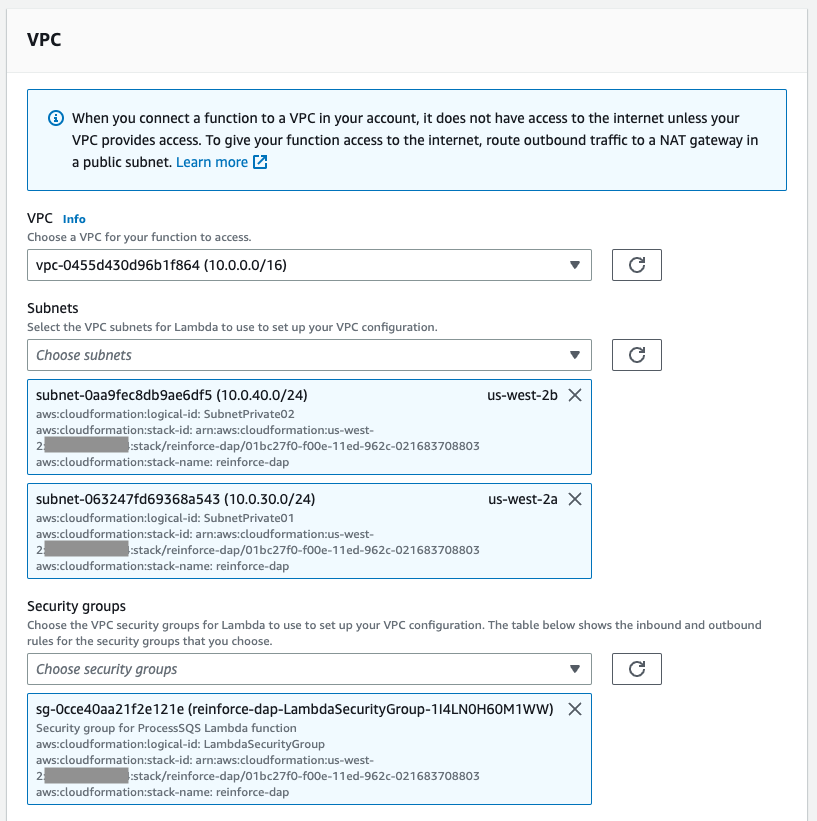 VPC
When you connect a function to a VPC in your account, it does not have access to the internet unless your
VPC provides access. To give your function access to the internet, route outbound traffic to a NAT gateway in
a public subnet. Learn more
VPC Info
Choose a VPC for your function to access.
vpc-0455d430d96b1f864 (10.0.0.0/16)
Subnets
Select the VPC subnets for Lambda to use to set up your VPC configuration.
Choose subnets
subnet-0aa9fec8db9ae6df5 (10.0.40.0/24) us-west-2b
aws:cloudformation:logical-id: SubnetPrivate02
aws:cloudformation:stack-id: arn:aws:cloudformation:us-west-
2: :stack/reinforce-dap/01bc27f0-f00e-11ed-962c-021683708803
aws:cloudformation:stack-name: reinforce-dap
subnet-063247fd69368a543 (10.0.30.0/24) us-west-2a
aws:cloudformation:logical-id: SubnetPrivate01
aws:cloudformation:stack-id: arn:aws:cloudformation:us-west-
2: :stack/reinforce-dap/01bc27f0-f00e-11ed-962c-021683708803
aws:cloudformation:stack-name: reinforce-dap
Security groups
Choose the VPC security groups for Lambda to use to set up your VPC configuration. The table below shows the inbound and outbound
rules for the security groups that you choose.
Choose security groups
sg-0cce40aa21f2e121e (reinforce-dap-LambdaSecurityGroup-1I4LN0H60M1WW)
Security group for ProcessSQS Lambda function
aws:cloudformation:logical-id: LambdaSecurityGroup
aws:cloudformation:stack-id: arn:aws:cloudformation:us-west-
2: :stack/reinforce-dap/01bc27f0-f00e-11ed-962c-021683708803
aws:cloudformation:stack-name: reinforce-dap